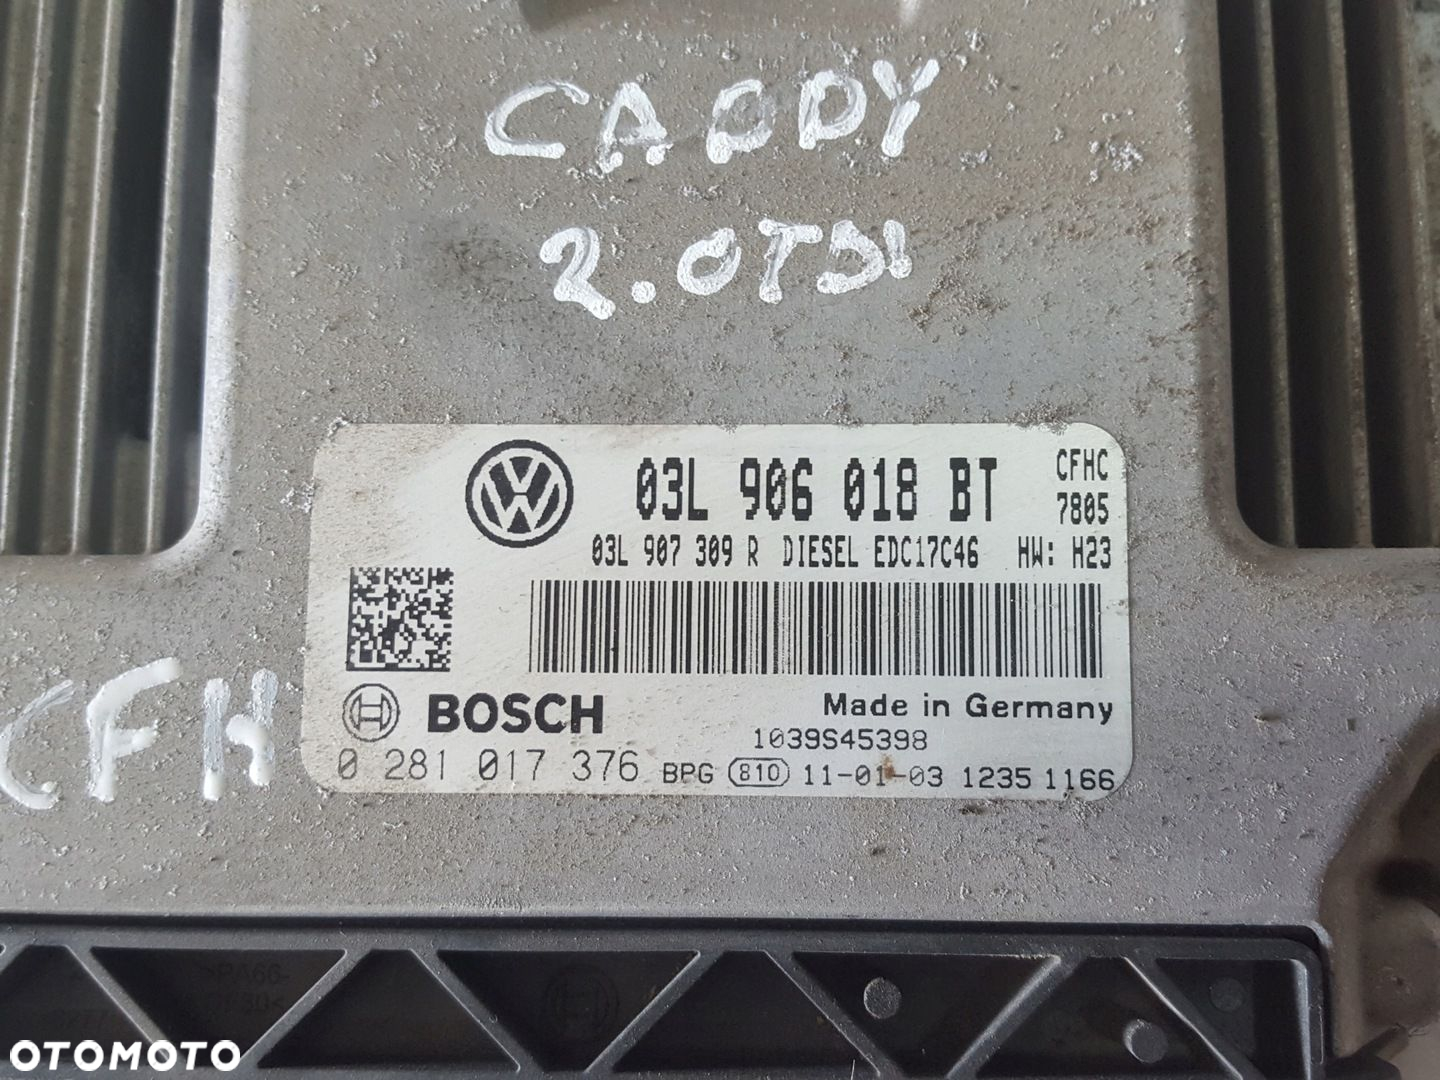 CADDY
2.0TDI
03L 906 018 BT CFHC
7805
03L 907 309 R DIESEL EDC17C46 HW: H23
CFH
BOSCH Made in Germany
1039S45398
0 281 017 376 BPG 810 11-01-03 1235 1166
>PA66-
OTOMOTO